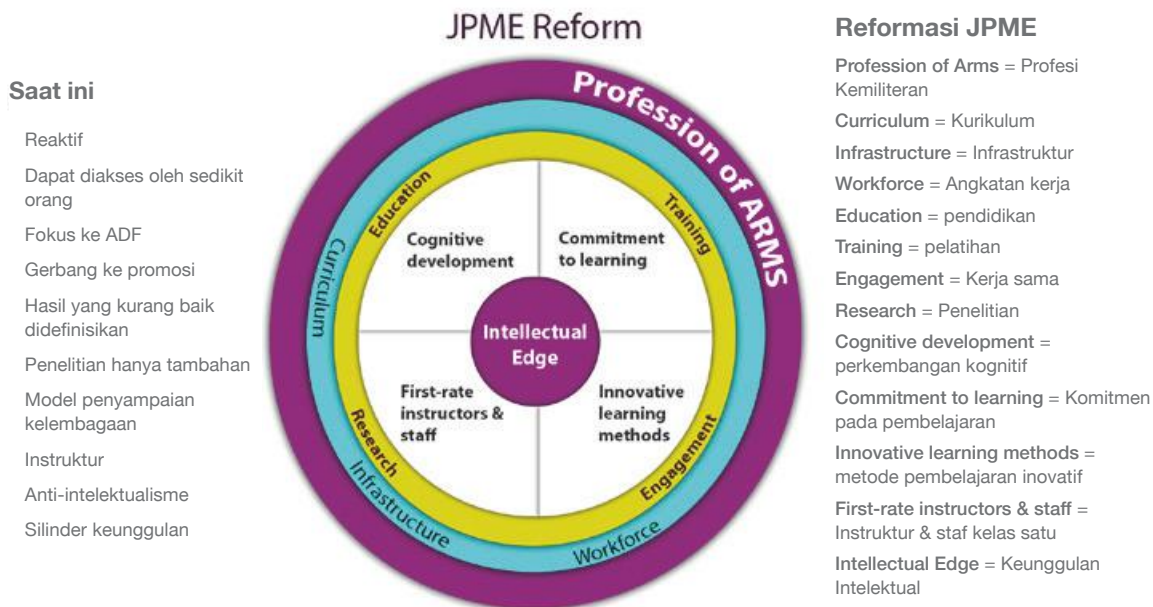 JPME Reform
Saat ini
Reaktif
Dapat diakses oleh sedikit
orang
Fokus ke ADF
Gerbang ke promosi
Hasil yang kurang baik
didefinisikan
Penelitian hanya tambahan
Model penyampaian
kelembagaan
Instruktur
Anti-intelektualisme
Silinder keunggulan
Profession of ARMS
Curriculum
Infrastructure
Workforce
Education
Training
Research
Engagement
Cognitive
development
Commitment
to learning
Intellectual
Edge
First-rate
instructors &
staff
Innovative
learning
methods
Reformasi JPME
Profession of Arms = Profesi
Kemiliteran
Curriculum = Kurikulum
Infrastructure = Infrastruktur
Workforce = Angkatan kerja
Education = pendidikan
Training = pelatihan
Engagement = Kerja sama
Research = Penelitian
Cognitive development =
perkembangan kognitif
Commitment to learning = Komitmen
pada pembelajaran
Innovative learning methods =
metode pembelajaran inovatif
First-rate instructors & staff =
Instruktur & staf kelas satu
Intellectual Edge = Keunggulan
Intelektual